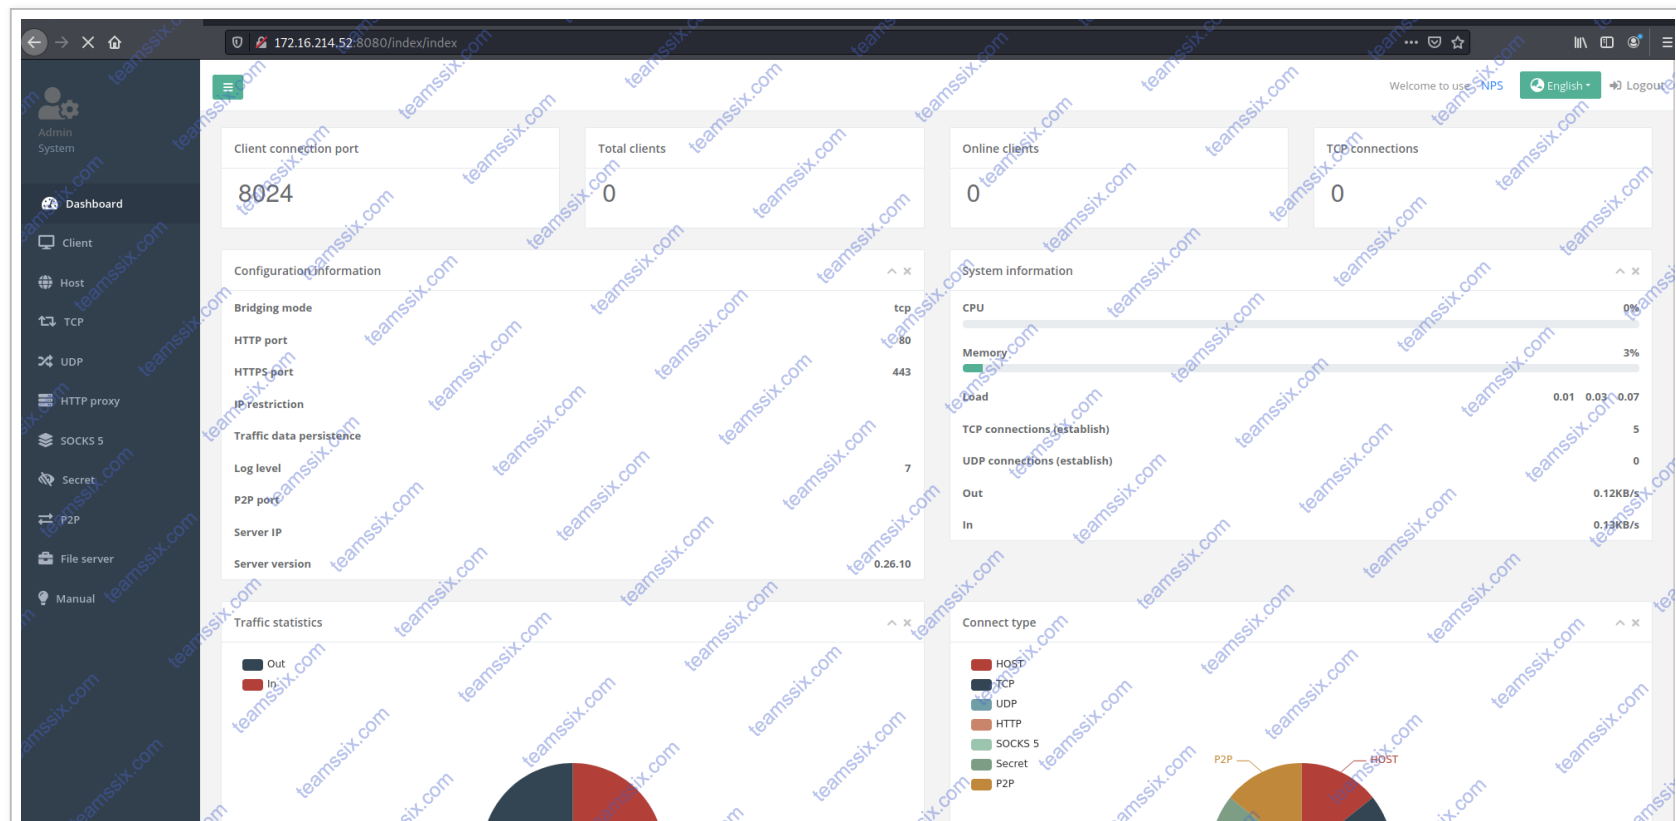 172.16.214.52:8080/index/index
Welcome to use NPS
English
Logout
Admin
System
Dashboard
Client
Host
TCP
UDP
HTTP proxy
SOCKS 5
Secret
P2P
File server
Manual
Client connection port
8024
Total clients
0
Online clients
0
TCP connections
0
Configuration information
Bridging mode tcp
HTTP port 80
HTTPS port 443
IP restriction
Traffic data persistence
Log level 7
P2P port
Server IP
Server version 0.26.10
System information
CPU 0%
Memory 3%
Load 0.01 0.03 0.07
TCP connections (establish) 5
UDP connections (establish) 0
Out 0.12KB/s
In 0.13KB/s
Traffic statistics
Out
In
Connect type
HOST
TCP
UDP
HTTP
SOCKS 5
Secret
P2P
P2P
HOST
teamssix.com